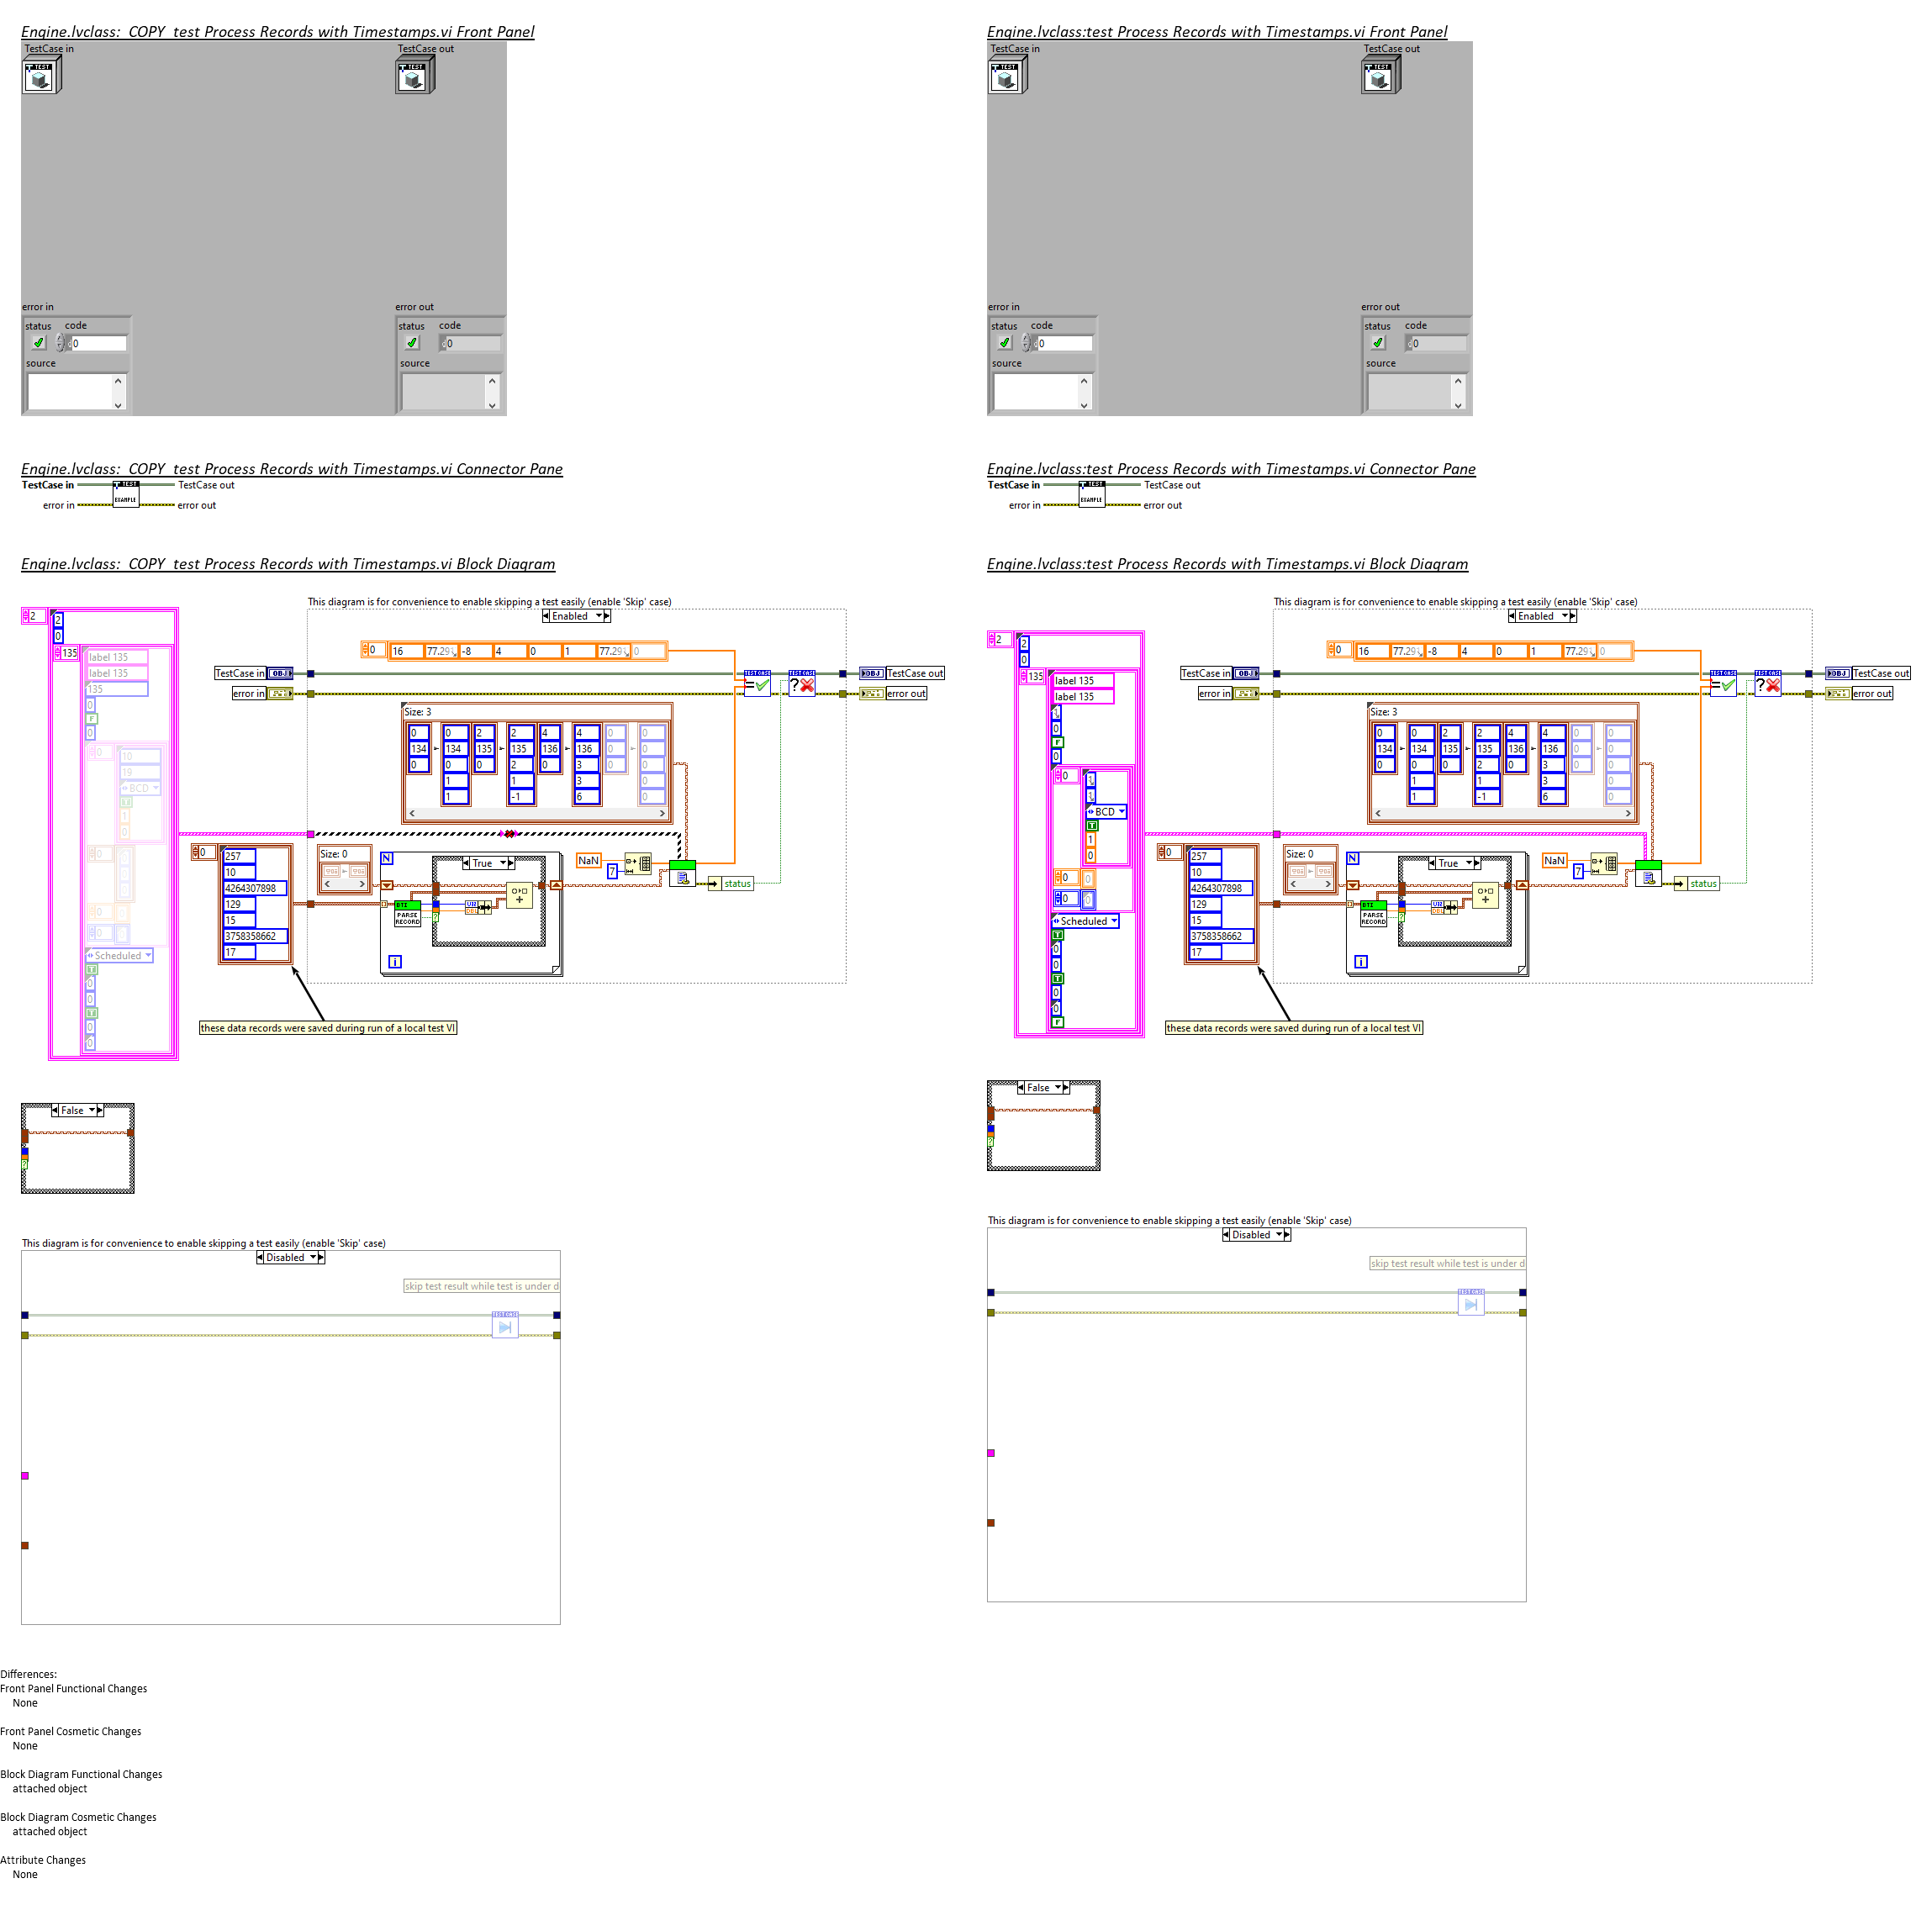 Engine.lvclass:_COPY_test Process Records with Timestamps.vi Front Panel
TestCase in
TestCase out
TEST
TEST
error in
error out
status
code
0
status
code
0
source
source
Engine.lvclass:_COPY_test Process Records with Timestamps.vi Connector Pane
TestCase in
TestCase out
TEST
EXAMPLE
error in
error out
Engine.lvclass:_COPY_test Process Records with Timestamps.vi Block Diagram
This diagram is for convenience to enable skipping a test easily (enable 'Skip' case)
Enabled
2
2
0
135
label 135
label 135
135
0
F
0
0
10
19
BCD
T
1
0
0
0
0
0
Scheduled
T
0
0
T
0
0
0 16 77.29 -8 4 0 1 77.29 0
TestCase in OBJ
error in
TestCase out
OBJ
error out
Size: 3
0 0 2 2 4 4 0 0
134 134 135 135 136 136 0 0
0 0 0 2 0 3 0 0
1 1 3 0
1 -1 6 0
0
257
10
4264307898
129
15
3758358662
17
Size: 0
N
True
PARSE
RECORD
i
NaN
7
status
these data records were saved during run of a local test VI
False
This diagram is for convenience to enable skipping a test easily (enable 'Skip' case)
Disabled
skip test result while test is under d
Engine.lvclass:test Process Records with Timestamps.vi Front Panel
TestCase in
TestCase out
TEST
TEST
error in
error out
status
code
0
status
code
0
source
source
Engine.lvclass:test Process Records with Timestamps.vi Connector Pane
TestCase in
TestCase out
TEST
EXAMPLE
error in
error out
Engine.lvclass:test Process Records with Timestamps.vi Block Diagram
This diagram is for convenience to enable skipping a test easily (enable 'Skip' case)
Enabled
2
2
0
135
label 135
label 135
0
F
0
0
BCD
T
1
0
0 0
0 0
Scheduled
T
0
0
T
0
0
F
0 16 77.29 -8 4 0 1 77.29 0
TestCase in OBJ
error in
TestCase out
OBJ
error out
Size: 3
0 0 2 2 4 4 0 0
134 134 135 135 136 136 0 0
0 0 0 2 0 3 0 0
1 1 3 0
1 -1 6 0
0
257
10
4264307898
129
15
3758358662
17
Size: 0
N
True
PARSE
RECORD
i
NaN
7
status
these data records were saved during run of a local test VI
False
This diagram is for convenience to enable skipping a test easily (enable 'Skip' case)
Disabled
skip test result while test is under d
Differences:
Front Panel Functional Changes
None
Front Panel Cosmetic Changes
None
Block Diagram Functional Changes
attached object
Block Diagram Cosmetic Changes
attached object
Attribute Changes
None